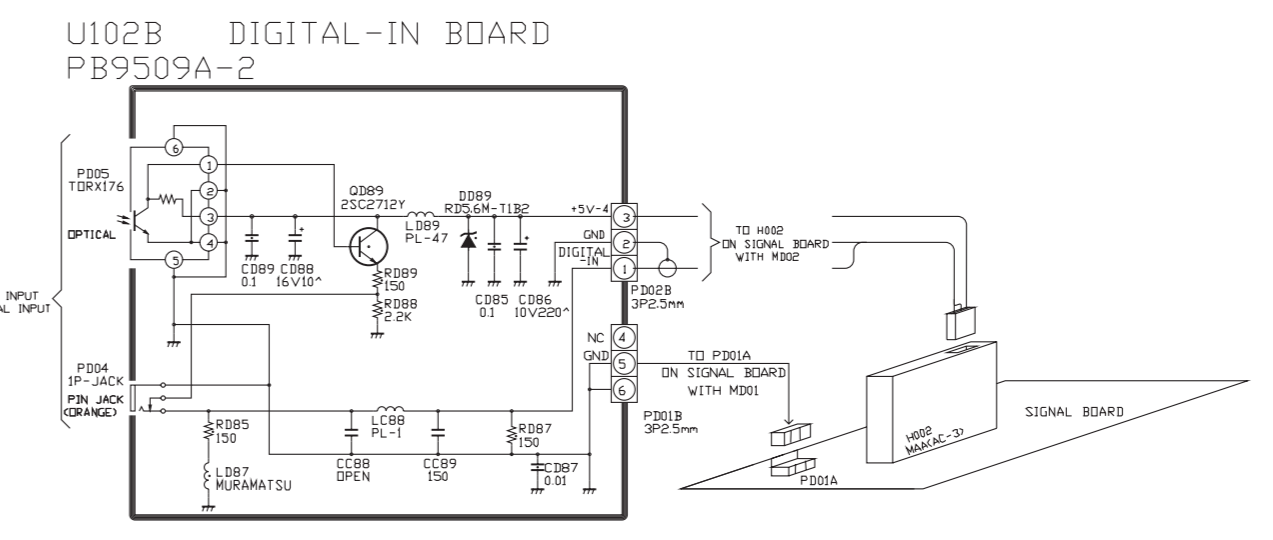 U102B DIGITAL-IN BOARD
PB9509A-2
PD05
TORX176
OPTICAL
6
1
2
3
4
5
QD89
2SC2712Y
LD89
PL-47
DD89
RD5.6M-T1B2
+5V-4
GND
DIGITAL
-IN
3
2
1
PD02B
3P2.5mm
TO H002
ON SIGNAL BOARD
WITH MD02
CD89
0.1
CD88
16V10^
RD89
150
RD88
2.2K
CD85
0.1
CD86
10V220^
INPUT
AL INPUT
NC
GND
4
5
6
TO PD01A
ON SIGNAL BOARD
WITH MD01
PD01B
3P2.5mm
PD04
1P-JACK
PIN JACK
(ORANGE)
RD85
150
LD87
MURAMATSU
LC88
PL-1
CC88
OPEN
CC89
150
RD87
150
CD87
0.01
H002
MAA(AC-3)
SIGNAL BOARD
PD01A